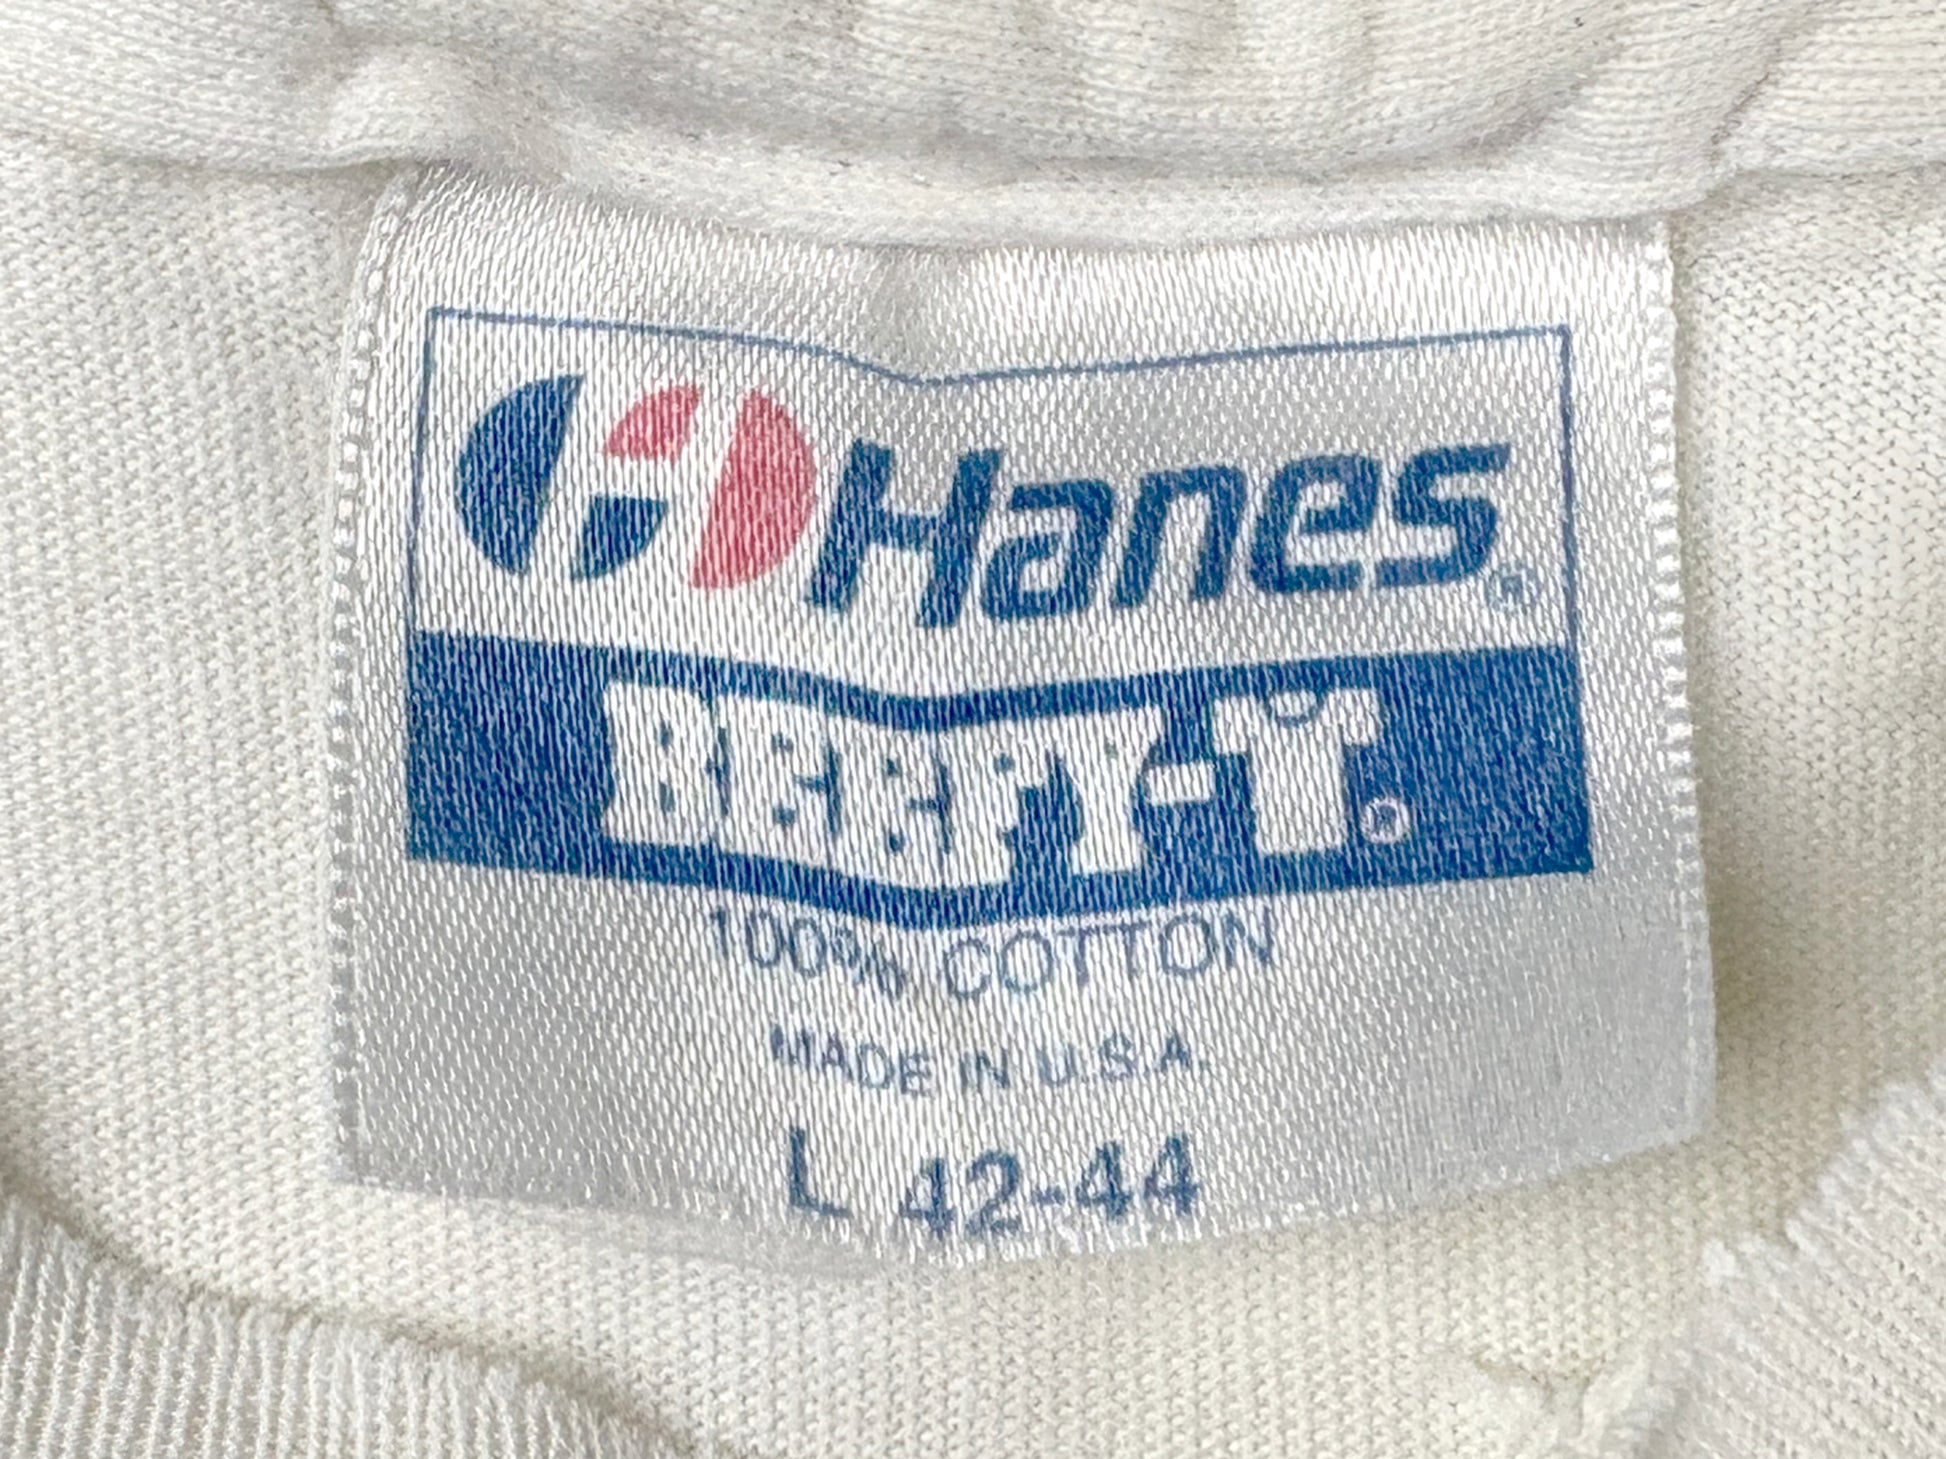 Hanes®
BEEFY-T®
100% COTTON
MADE IN U.S.A.
L 42-44